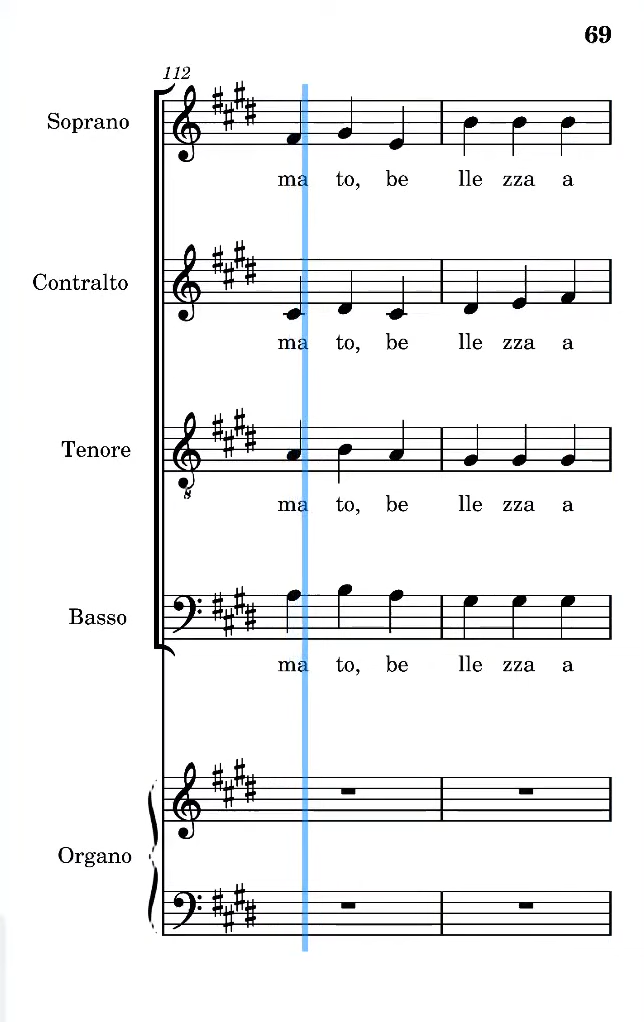 69
112
Soprano
ma to, be lle zza a
Contralto
ma to, be lle zza a
Tenore
8
ma to, be lle zza a
Basso
ma to, be lle zza a
Organo